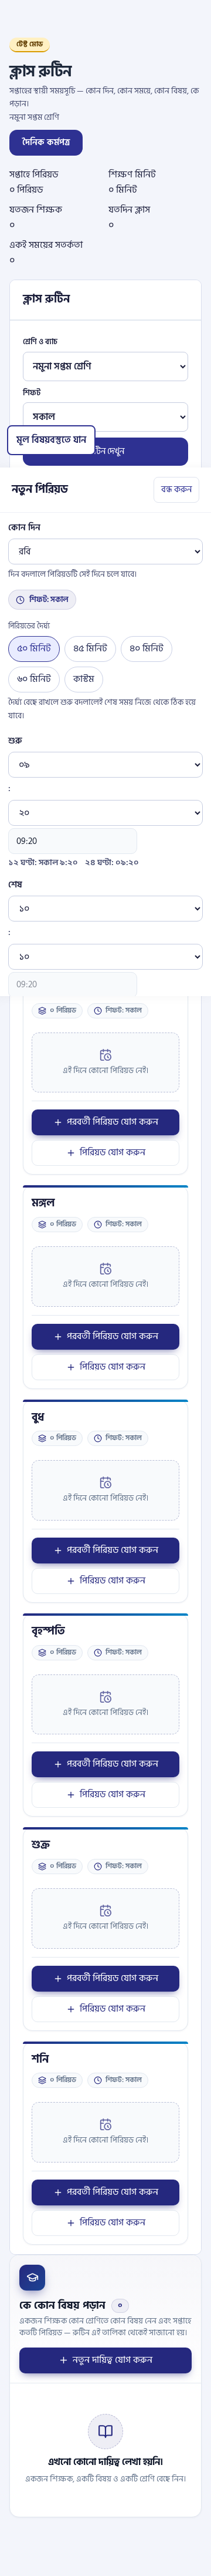 টেস্ট মোড
ক্লাস রুটিন
সপ্তাহের স্থায়ী সময়সূচি — কোন দিন, কোন সময়ে, কোন বিষয়, কে
পড়ান।
নমুনা সপ্তম শ্রেণি
দৈনিক কর্মপত্র
সপ্তাহে পিরিয়ড
শিক্ষণ মিনিট
০ পিরিয়ড
০ মিনিট
যতজন শিক্ষক
যতদিন ক্লাস
০
০
একই সময়ের সতর্কতা
০
ক্লাস রুটিন
শ্রেণি ও ব্যাচ
নমুনা সপ্তম শ্রেণি
শিফট
সকাল
মূল বিষয়বস্তুতে যান
টিন দেখুন
নতুন পিরিয়ড
বন্ধ করুন
কোন দিন
রবি
দিন বদলালে পিরিয়ডটি সেই দিনে চলে যাবে।
শিফট: সকাল
পিরিয়ডের দৈর্ঘ্য
৫০ মিনিট
৪৫ মিনিট
৪০ মিনিট
৬০ মিনিট
কাস্টম
দৈর্ঘ্য বেছে রাখলে শুরু বদলালেই শেষ সময় নিজে থেকে ঠিক হয়ে
যাবে।
শুরু
০৯
:
২০
09:20
১২ ঘণ্টা: সকাল ৯:২০ ২৪ ঘণ্টা: ০৯:২০
শেষ
১০
:
১০
09:20
০ পিরিয়ড
শিফট: সকাল
এই দিনে কোনো পিরিয়ড নেই।
পরবর্তী পিরিয়ড যোগ করুন
পিরিয়ড যোগ করুন
মঙ্গল
০ পিরিয়ড
শিফট: সকাল
এই দিনে কোনো পিরিয়ড নেই।
পরবর্তী পিরিয়ড যোগ করুন
পিরিয়ড যোগ করুন
বুধ
০ পিরিয়ড
শিফট: সকাল
এই দিনে কোনো পিরিয়ড নেই।
পরবর্তী পিরিয়ড যোগ করুন
পিরিয়ড যোগ করুন
বৃহস্পতি
০ পিরিয়ড
শিফট: সকাল
এই দিনে কোনো পিরিয়ড নেই।
পরবর্তী পিরিয়ড যোগ করুন
পিরিয়ড যোগ করুন
শুক্র
০ পিরিয়ড
শিফট: সকাল
এই দিনে কোনো পিরিয়ড নেই।
পরবর্তী পিরিয়ড যোগ করুন
পিরিয়ড যোগ করুন
শনি
০ পিরিয়ড
শিফট: সকাল
এই দিনে কোনো পিরিয়ড নেই।
পরবর্তী পিরিয়ড যোগ করুন
পিরিয়ড যোগ করুন
কে কোন বিষয় পড়ান ০
একজন শিক্ষক কোন শ্রেণিতে কোন বিষয় নেন এবং সপ্তাহে
কতটি পিরিয়ড — রুটিন এই তালিকা থেকেই সাজানো হয়।
নতুন দায়িত্ব যোগ করুন
এখনো কোনো দায়িত্ব লেখা হয়নি।
একজন শিক্ষক, একটি বিষয় ও একটি শ্রেণি বেছে নিন।